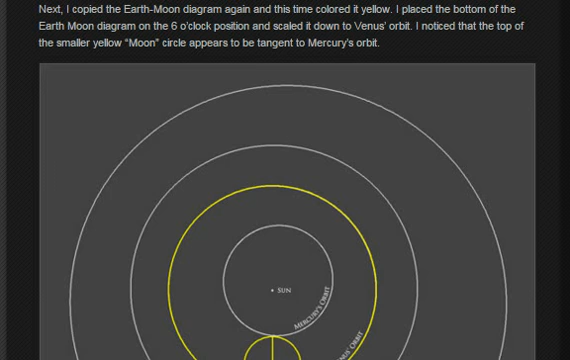 Next, I copied the Earth-Moon diagram again and this time colored it yellow. I placed the bottom of the
Earth Moon diagram on the 6 o'clock position and scaled it down to Venus' orbit. I noticed that the top of
the smaller yellow "Moon" circle appears to be tangent to Mercury's orbit.
SUN
MERCURY'S ORBIT
ORBIT